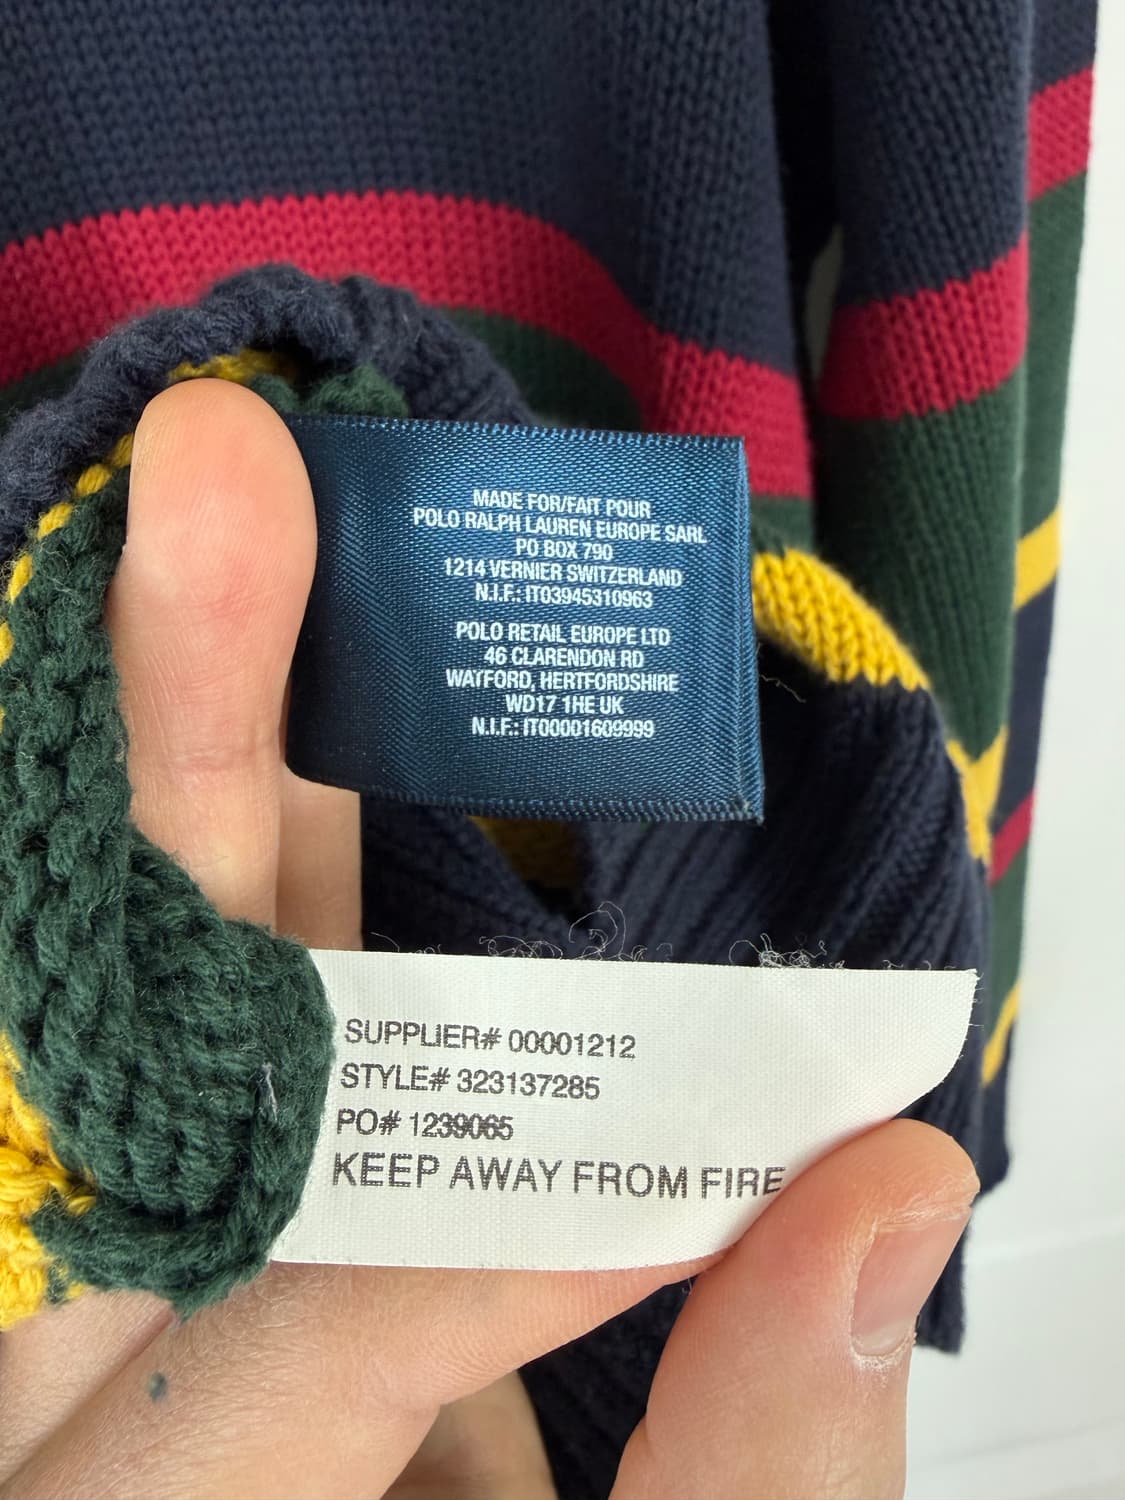 MADE FOR/FAIT POUR
POLO RALPH LAUREN EUROPE SARL
PO BOX 790
1214 VERNIER SWITZERLAND
N.I.F.: IT03945310963
POLO RETAIL EUROPE LTD
46 CLARENDON RD
WATFORD, HERTFORDSHIRE
WD17 1HE UK
N.I.F.: IT00001609999
SUPPLIER# 00001212
STYLE# 323137285
PO# 1239065
KEEP AWAY FROM FIRE